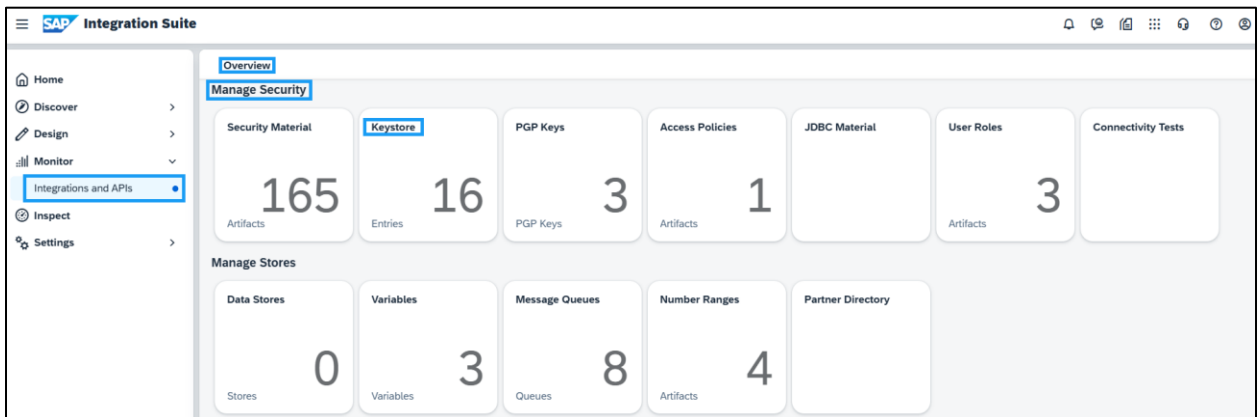 SAP Integration Suite
Home
Discover
Design
Monitor
Integrations and APIs
Inspect
Settings
Overview
Manage Security
Security Material
165
Artifacts
Keystore
16
Entries
PGP Keys
3
PGP Keys
Access Policies
1
Artifacts
JDBC Material
User Roles
3
Artifacts
Connectivity Tests
Manage Stores
Data Stores
0
Stores
Variables
3
Variables
Message Queues
8
Queues
Number Ranges
4
Artifacts
Partner Directory